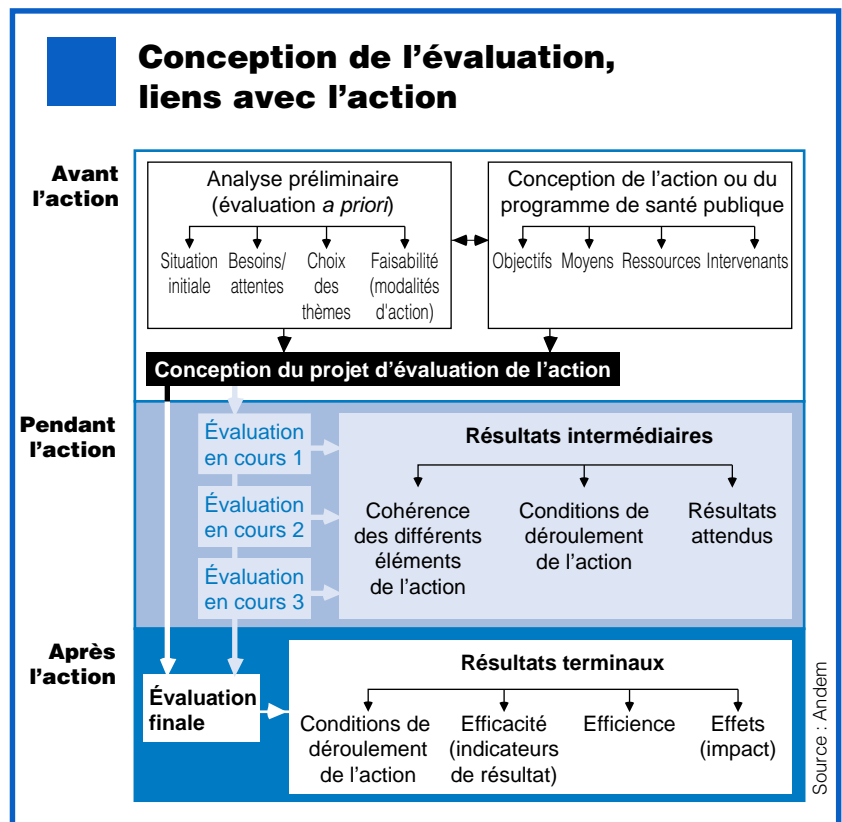 Conception de l'évaluation,
liens avec l'action
Avant
l'action
Analyse préliminaire
(évaluation a priori)
Situation
initiale
Besoins/
attentes
Choix
des
thèmes
Faisabilité
(modalités
d'action)
Conception de l'action ou du
programme de santé publique
Objectifs
Moyens
Ressources
Intervenants
Conception du projet d'évaluation de l'action
Pendant
l'action
Évaluation
en cours 1
Évaluation
en cours 2
Évaluation
en cours 3
Résultats intermédiaires
Cohérence
des différents
éléments
de l'action
Conditions de
déroulement
de l'action
Résultats
attendus
Après
l'action
Évaluation
finale
Résultats terminaux
Conditions de
déroulement
de l'action
Efficacité
(indicateurs
de résultat)
Efficience
Effets
(impact)
Source : Andem